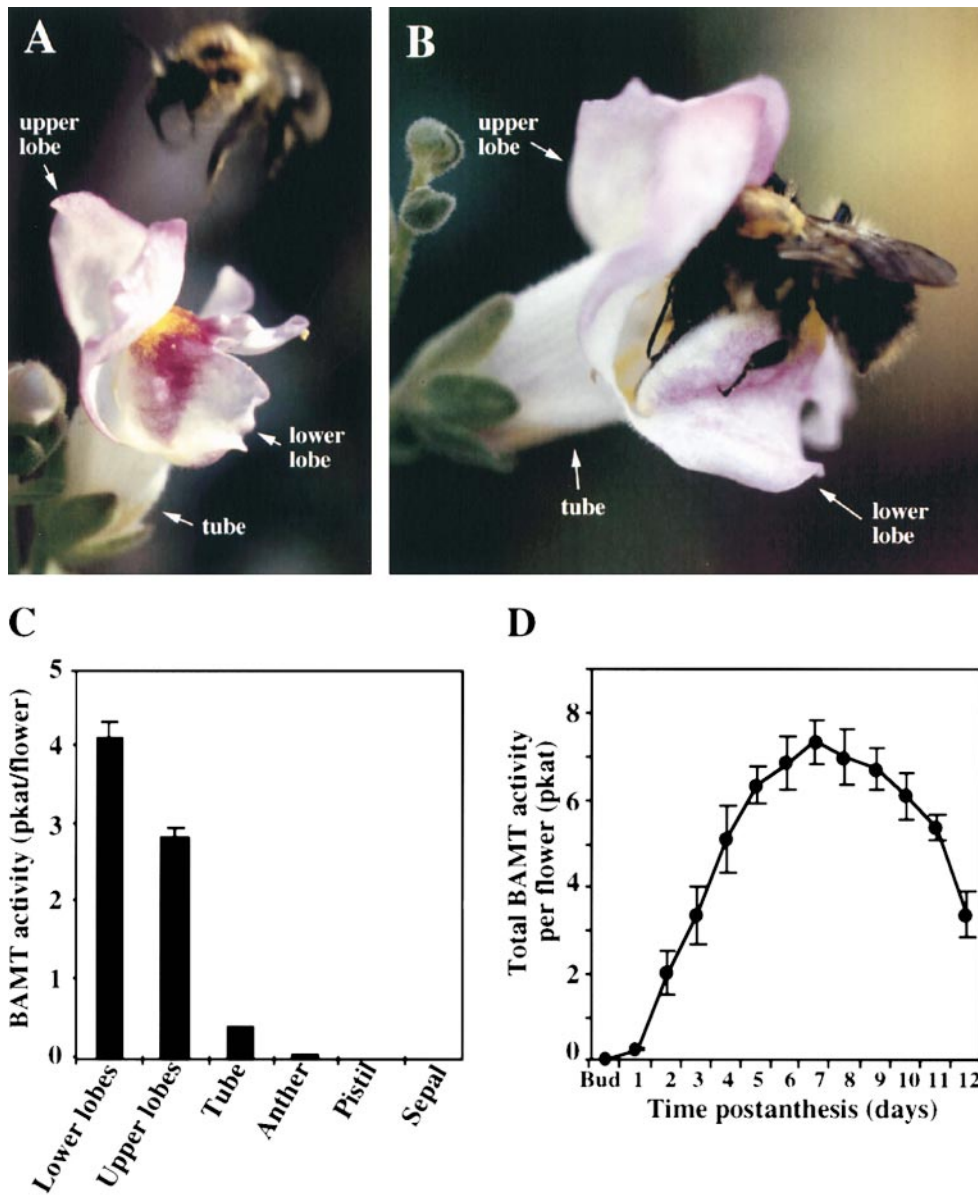 A
upper
lobe
lower
lobe
tube
B
upper
lobe
tube
lower
lobe
C
BAMT activity (pkat/flower)
5
4
3
2
1
0
Lower lobes
Upper lobes
Tube
Anther
Pistil
Sepal
D
Total BAMT activity
per flower (pkat)
8
6
4
2
0
Bud 1 2 3 4 5 6 7 8 9 10 11 12
Time postanthesis (days)